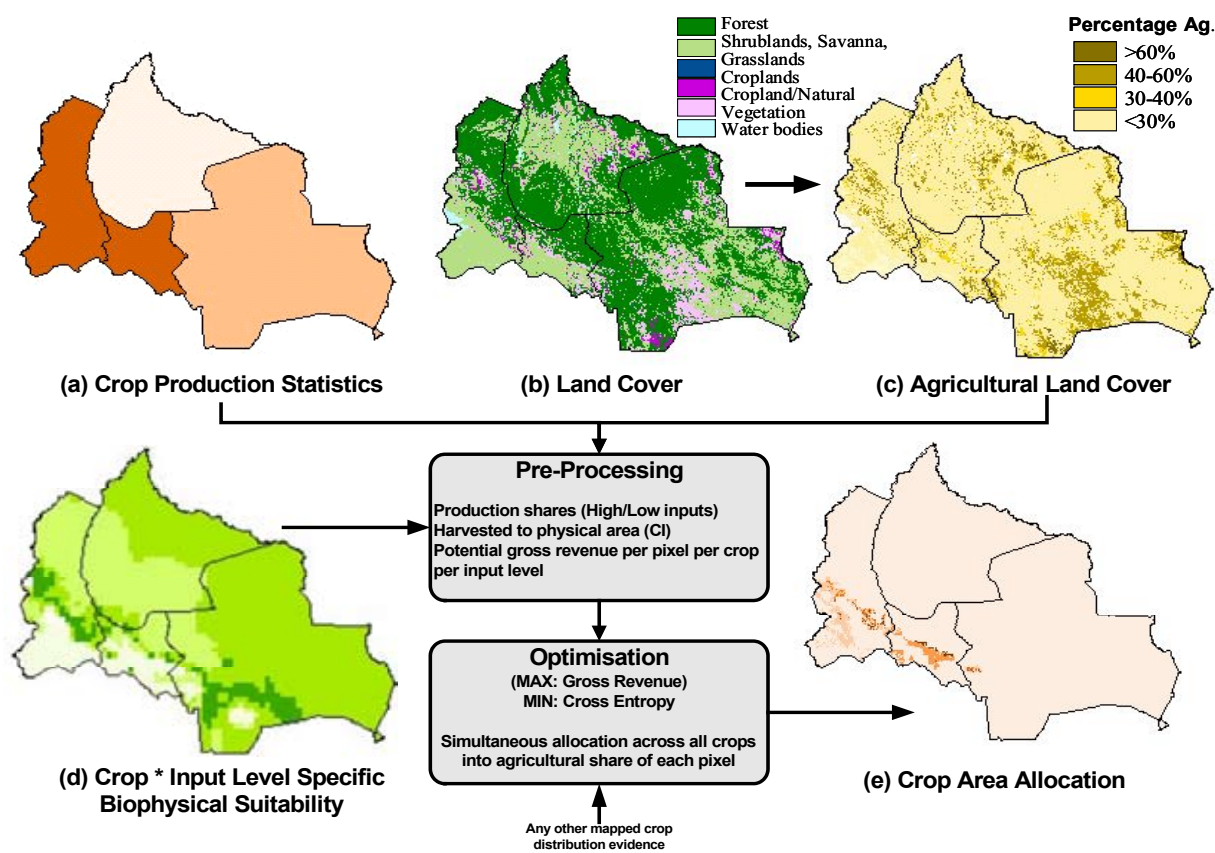 Forest
Shrublands, Savanna,
Grasslands
Croplands
Cropland/Natural
Vegetation
Water bodies
Percentage Ag.
>60%
40-60%
30-40%
<30%
(a) Crop Production Statistics
(b) Land Cover
(c) Agricultural Land Cover
Pre-Processing
Production shares (High/Low inputs)
Harvested to physical area (CI)
Potential gross revenue per pixel per crop
per input level
Optimisation
(MAX: Gross Revenue)
MIN: Cross Entropy
Simultaneous allocation across all crops
into agricultural share of each pixel
(d) Crop * Input Level Specific
Biophysical Suitability
(e) Crop Area Allocation
Any other mapped crop
distribution evidence